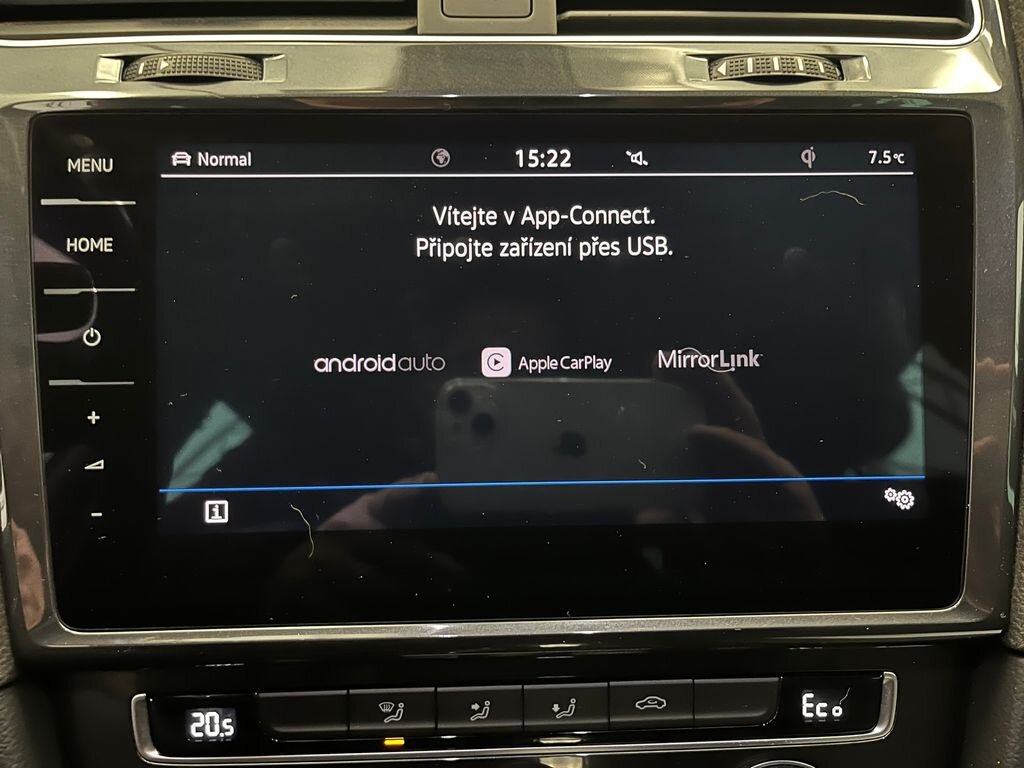 MENU
Normal
15:22
7.5°C
HOME
Vítejte v App-Connect.
Připojte zařízení přes USB.
androidauto
Apple CarPlay
MirrorLink
+
-
i
20.5
Eco